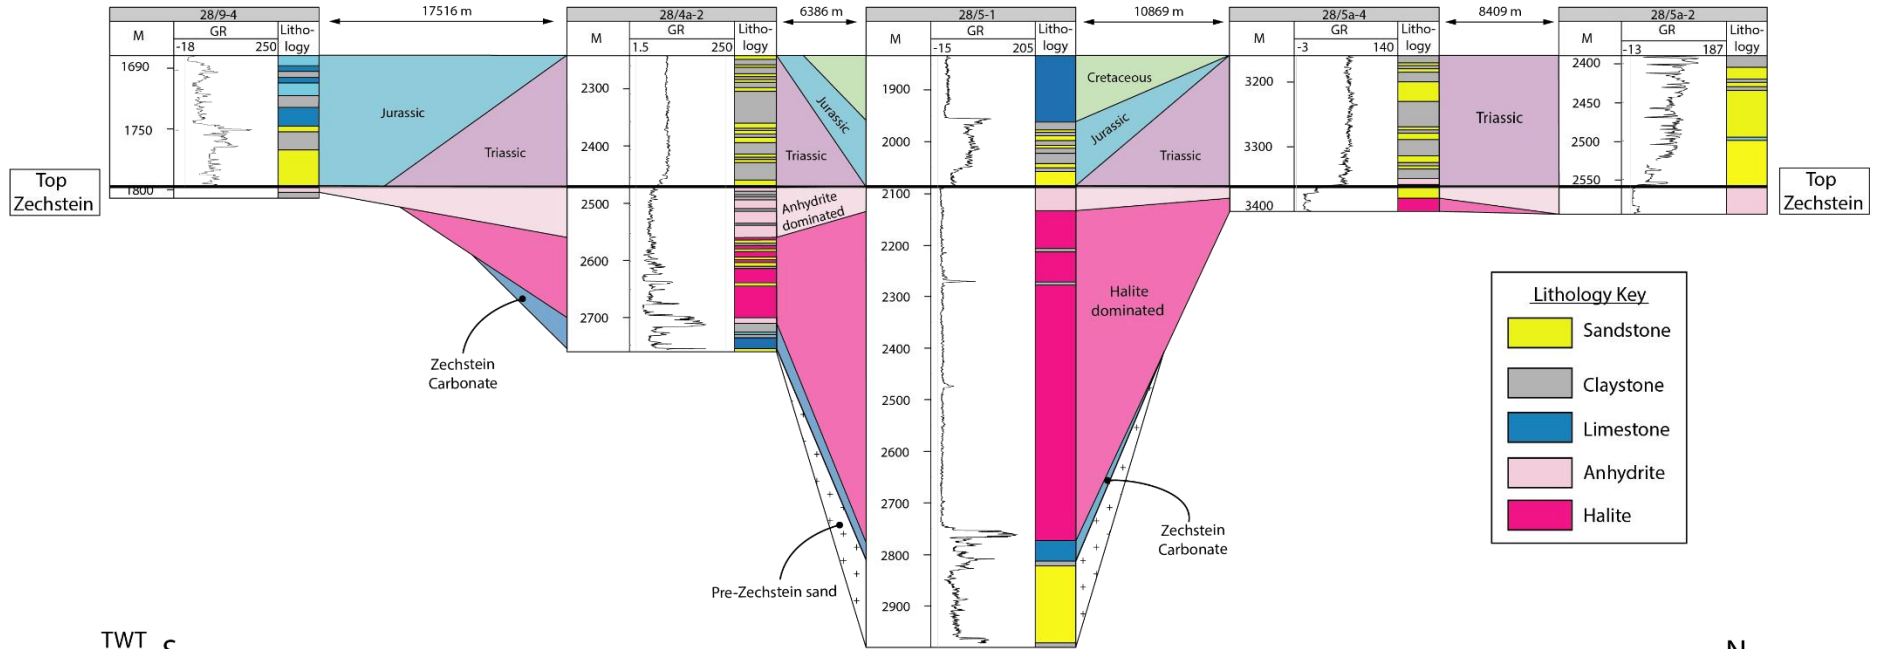 28/9-4
17516 m
28/4a-2
6386 m
28/5-1
10869 m
28/5a-4
8409 m
28/5a-2
M
GR
-18 250
Litho-
logy
M
GR
1.5 250
Litho-
logy
M
GR
-15 205
Litho-
logy
M
GR
-3 140
Litho-
logy
M
GR
-13 187
Litho-
logy
1690
1750
1800
Jurassic
Triassic
2300
2400
2500
2600
2700
Jurassic
Triassic
Anhydrite
dominated
1900
2000
2100
2200
2300
2400
2500
2600
2700
2800
2900
Cretaceous
Jurassic
Triassic
Halite
dominated
3200
3300
3400
Triassic
2400
2450
2500
2550
Top
Zechstein
Top
Zechstein
Zechstein
Carbonate
Pre-Zechstein sand
Zechstein
Carbonate
Lithology Key
Sandstone
Claystone
Limestone
Anhydrite
Halite
TWT